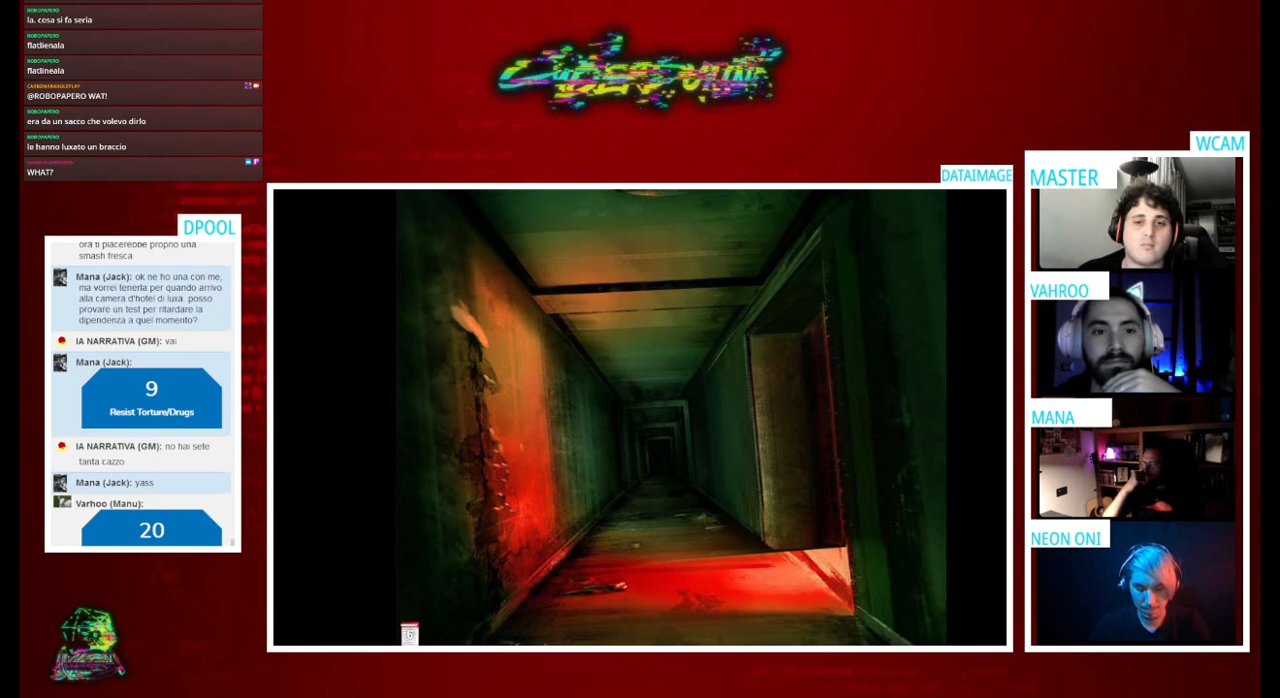 ROBOPAPERO
la. cosa si fa seria
ROBOPAPERO
flatlienala
ROBOPAPERO
flatlineala
@ROBOPAPERO WAT!
ROBOPAPERO
era da un sacco che volevo dirlo
ROBOPAPERO
le hanno luxato un braccio
WHAT?
DPOOL
ora ti piacerebbe proprio una
smash fresca
Mana (Jack): ok ne ho una con me,
ma vorrei tenerla per quando arrivo
alla camera d'hotel di luxa. posso
provare un test per ritardare la
dipendenza a quel momento?
IA NARRATIVA (GM): vai
Mana (Jack):
9
Resist Torture/Drugs
IA NARRATIVA (GM): no hai sete
tanta cazzo
Mana (Jack): yass
Varhoo (Manu):
20
DATAIMAGE
WCAM
MASTER
VAHROO
MANA
NEON ONI